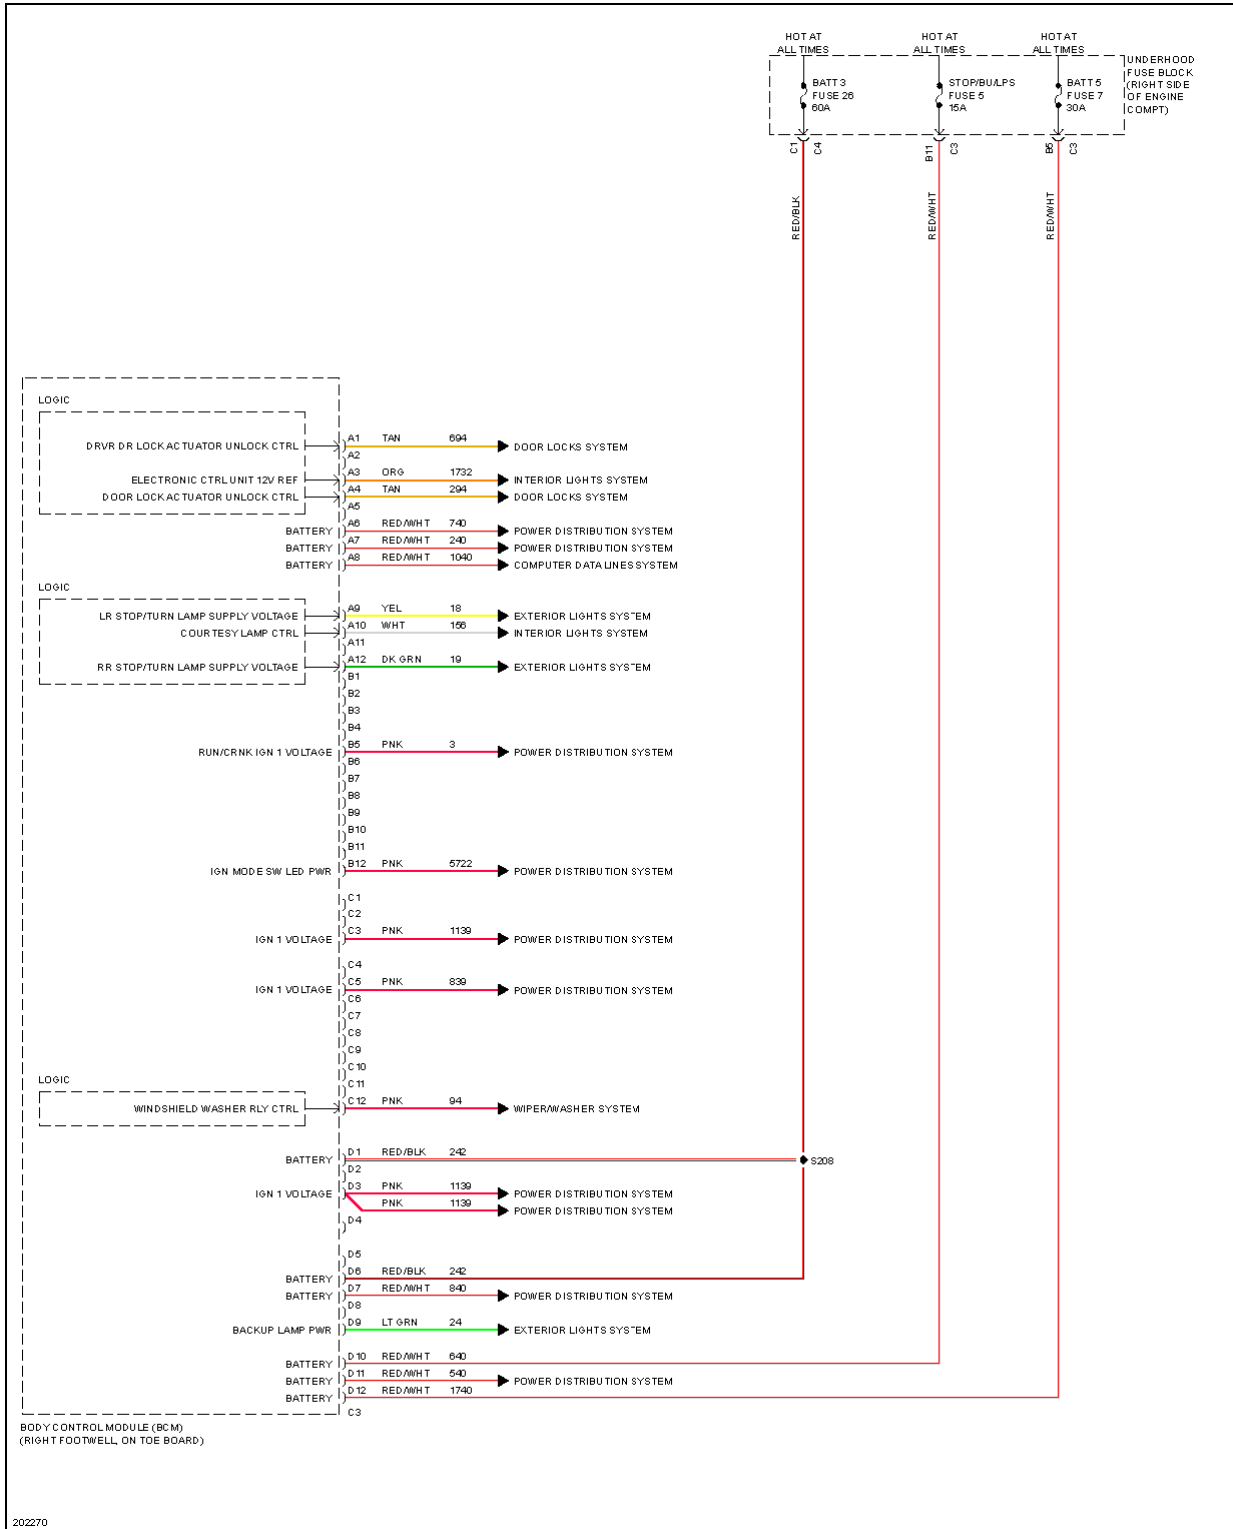 HOT AT
ALL TIMES
HOT AT
ALL TIMES
HOT AT
ALL TIMES
BATT 3
FUSE 26
60A
STOP/BU/LPS
FUSE 5
15A
BATT 5
FUSE 7
30A
UNDERHOOD
FUSE BLOCK
(RIGHT SIDE
OF ENGINE
COMPT)
C1 C4
B11 C3
B5 C3
RED/BLK
RED/WHT
RED/WHT
LOGIC
DRVR DR LOCK ACTUATOR UNLOCK CTRL A1 TAN 694 DOOR LOCKS SYSTEM
A2
ELECTRONIC CTRL UNIT 12V REF A3 ORG 1732 INTERIOR LIGHTS SYSTEM
DOOR LOCK ACTUATOR UNLOCK CTRL A4 TAN 294 DOOR LOCKS SYSTEM
A5
BATTERY A6 RED/WHT 740 POWER DISTRIBUTION SYSTEM
BATTERY A7 RED/WHT 240 POWER DISTRIBUTION SYSTEM
BATTERY A8 RED/WHT 1040 COMPUTER DATA LINES SYSTEM
LOGIC
LR STOP/TURN LAMP SUPPLY VOLTAGE A9 YEL 18 EXTERIOR LIGHTS SYSTEM
COURTESY LAMP CTRL A10 WHT 156 INTERIOR LIGHTS SYSTEM
A11
RR STOP/TURN LAMP SUPPLY VOLTAGE A12 DK GRN 19 EXTERIOR LIGHTS SYSTEM
B1
B2
B3
B4
RUN/CRNK IGN 1 VOLTAGE B5 PNK 3 POWER DISTRIBUTION SYSTEM
B6
B7
B8
B9
B10
B11
IGN MODE SW LED PWR B12 PNK 5722 POWER DISTRIBUTION SYSTEM
C1
C2
IGN 1 VOLTAGE C3 PNK 1139 POWER DISTRIBUTION SYSTEM
C4
IGN 1 VOLTAGE C5 PNK 839 POWER DISTRIBUTION SYSTEM
C6
C7
C8
C9
C10
C11
LOGIC
WINDSHIELD WASHER RLY CTRL C12 PNK 94 WIPER/WASHER SYSTEM
BATTERY D1 RED/BLK 242 S208
D2
IGN 1 VOLTAGE D3 PNK 1139 POWER DISTRIBUTION SYSTEM
PNK 1139 POWER DISTRIBUTION SYSTEM
D4
D5
BATTERY D6 RED/BLK 242
BATTERY D7 RED/WHT 840 POWER DISTRIBUTION SYSTEM
D8
BACKUP LAMP PWR D9 LT GRN 24 EXTERIOR LIGHTS SYSTEM
BATTERY D10 RED/WHT 640
BATTERY D11 RED/WHT 540 POWER DISTRIBUTION SYSTEM
BATTERY D12 RED/WHT 1740
C3
BODY CONTROL MODULE (BCM)
(RIGHT FOOTWELL, ON TOE BOARD)
202270